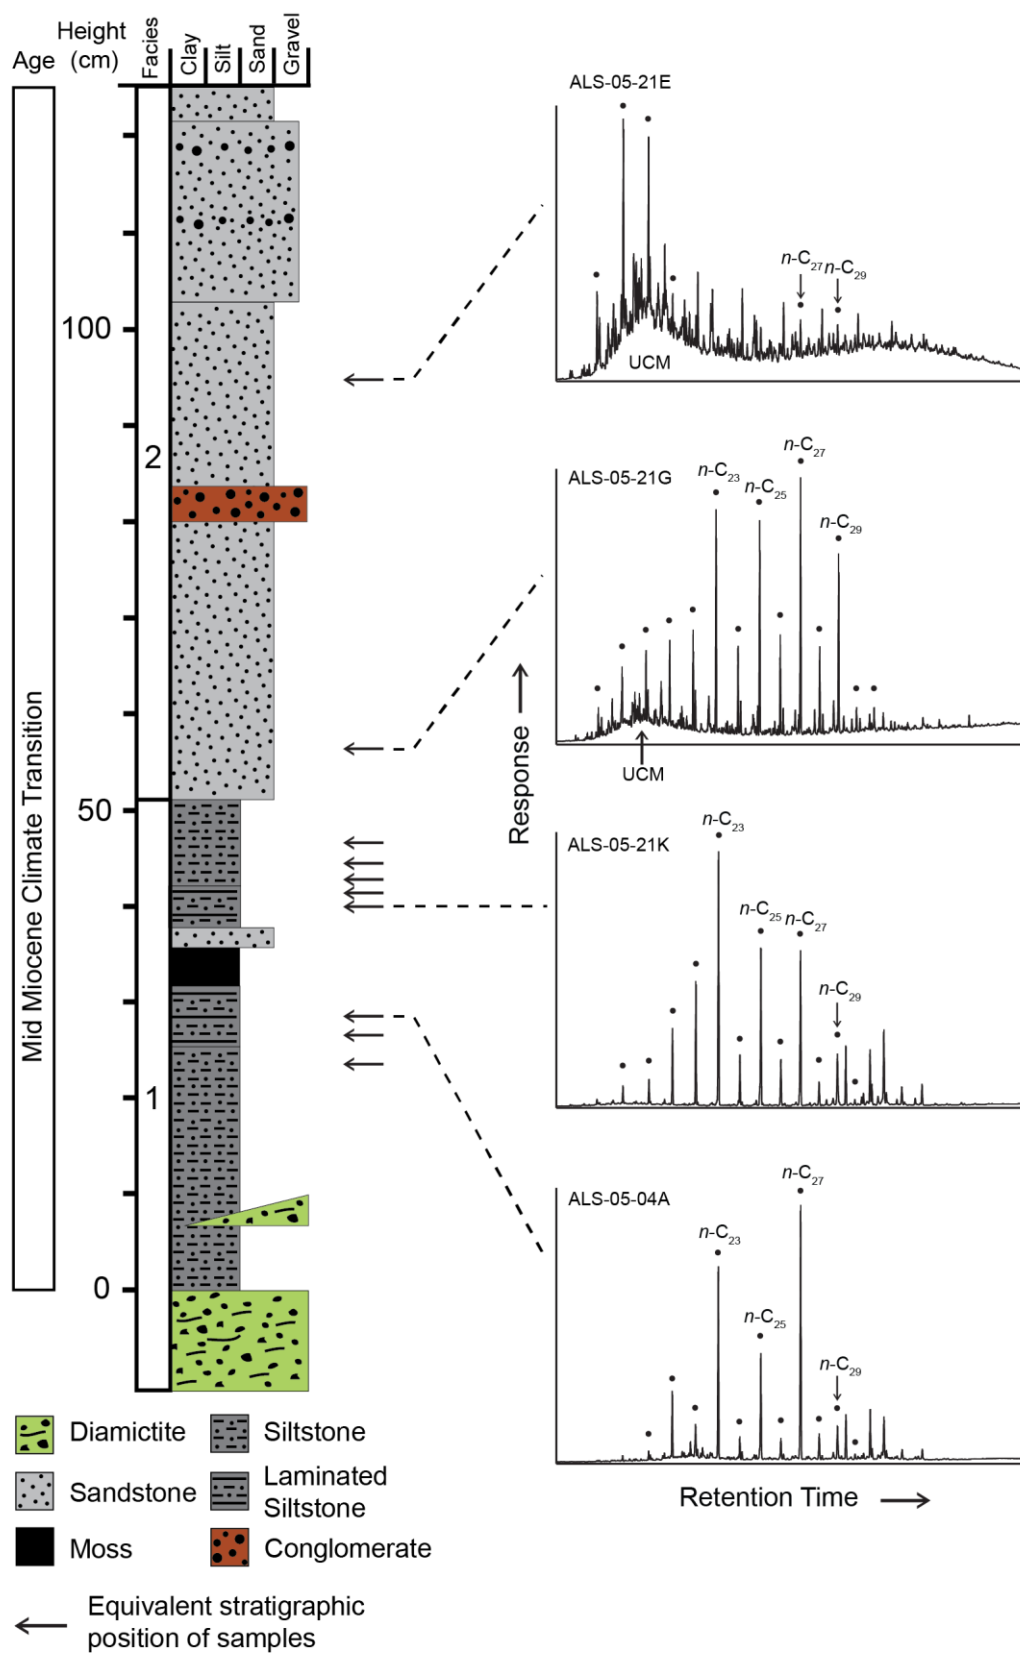 Age
Height
(cm)
Facies
Clay
Silt
Sand
Gravel
Mid Miocene Climate Transition
100
50
0
2
1
ALS-05-21E
n-C27
n-C29
UCM
ALS-05-21G
n-C23
n-C25
n-C27
n-C29
UCM
Response
ALS-05-21K
n-C23
n-C25
n-C27
n-C29
ALS-05-04A
n-C23
n-C25
n-C27
n-C29
Retention Time
Diamictite
Siltstone
Sandstone
Laminated
Siltstone
Moss
Conglomerate
Equivalent stratigraphic
position of samples